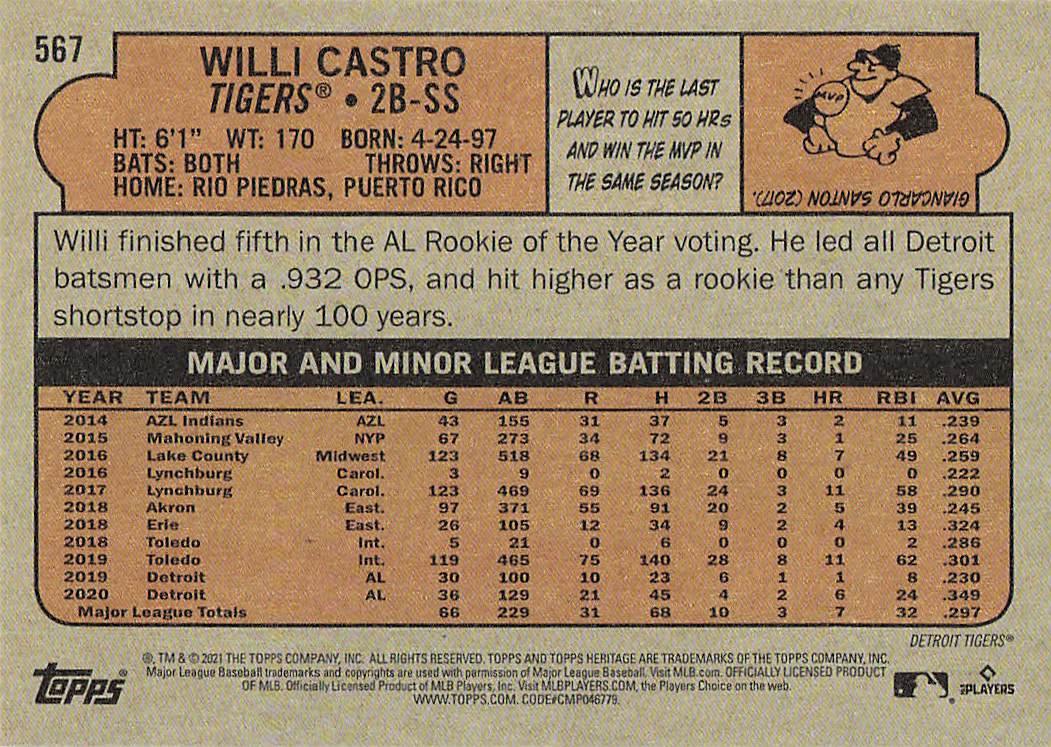 567
WILLI CASTRO
TIGERS® • 2B-SS
HT: 6'1" WT: 170 BORN: 4-24-97
BATS: BOTH THROWS: RIGHT
HOME: RIO PIEDRAS, PUERTO RICO
WHO IS THE LAST
PLAYER TO HIT 50 HRs
AND WIN THE MVP IN
THE SAME SEASON?
MVP
GIANCARLO SANTON (2017).
Willi finished fifth in the AL Rookie of the Year voting. He led all Detroit
batsmen with a .932 OPS, and hit higher as a rookie than any Tigers
shortstop in nearly 100 years.
MAJOR AND MINOR LEAGUE BATTING RECORD
YEAR TEAM LEA. G AB R H 2B 3B HR RBI AVG
2014 AZL Indians AZL 43 155 31 37 5 3 2 11 .239
2015 Mahoning Valley NYP 67 273 34 72 9 3 1 25 .264
2016 Lake County Midwest 123 518 68 134 21 8 7 49 .259
2016 Lynchburg Carol. 3 9 0 2 0 0 0 0 .222
2017 Lynchburg Carol. 123 469 69 136 24 3 11 58 .290
2018 Akron East. 97 371 55 91 20 2 5 39 .245
2018 Erie East. 26 105 12 34 9 2 4 13 .324
2018 Toledo Int. 5 21 0 6 0 0 0 2 .286
2019 Toledo Int. 119 465 75 140 28 8 11 62 .301
2019 Detroit AL 30 100 10 23 6 1 1 8 .230
2020 Detroit AL 36 129 21 45 4 2 6 24 .349
Major League Totals 66 229 31 68 10 3 7 32 .297
DETROIT TIGERS®
®, TM & © 2021 THE TOPPS COMPANY, INC. ALL RIGHTS RESERVED. TOPPS AND TOPPS HERITAGE ARE TRADEMARKS OF THE TOPPS COMPANY, INC.
Major League Baseball trademarks and copyrights are used with permission of Major League Baseball. Visit MLB.com. OFFICIALLY LICENSED PRODUCT
OF MLB. Officially Licensed Product of MLB Players, Inc. Visit MLBPLAYERS.COM, the Players Choice on the web.
WWW.TOPPS.COM. CODE#CMP046779.
TOPPS®
MLB PLAYERS